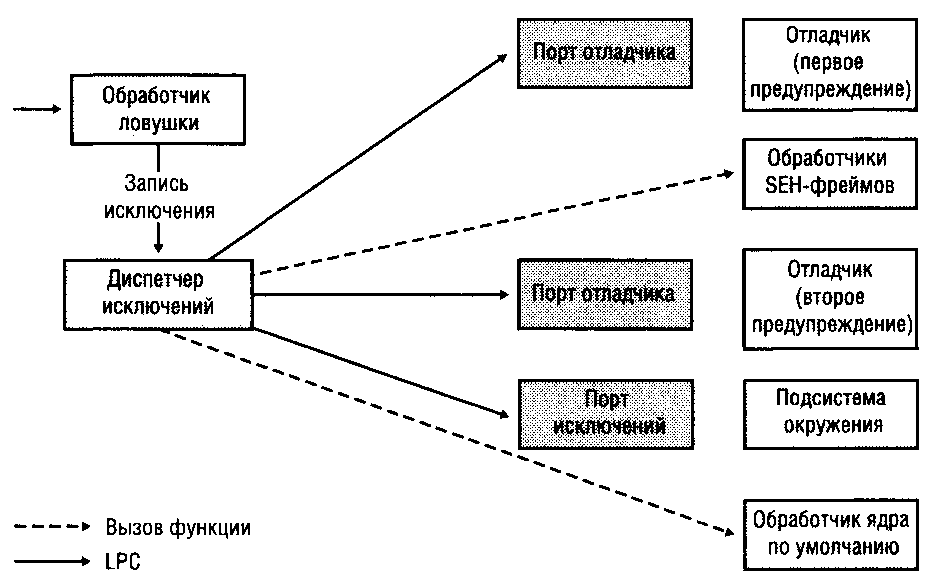 Порт отладчика
Отладчик
(первое
предупреждение)
Обработчик
ловушки
Обработчики
SEH-фреймов
Запись
исключения
Диспетчер
исключений
Порт отладчика
Отладчик
(второе
предупреждение)
Порт
исключений
Подсистема
окружения
Обработчик ядра
по умолчанию
Вызов функции
LPC